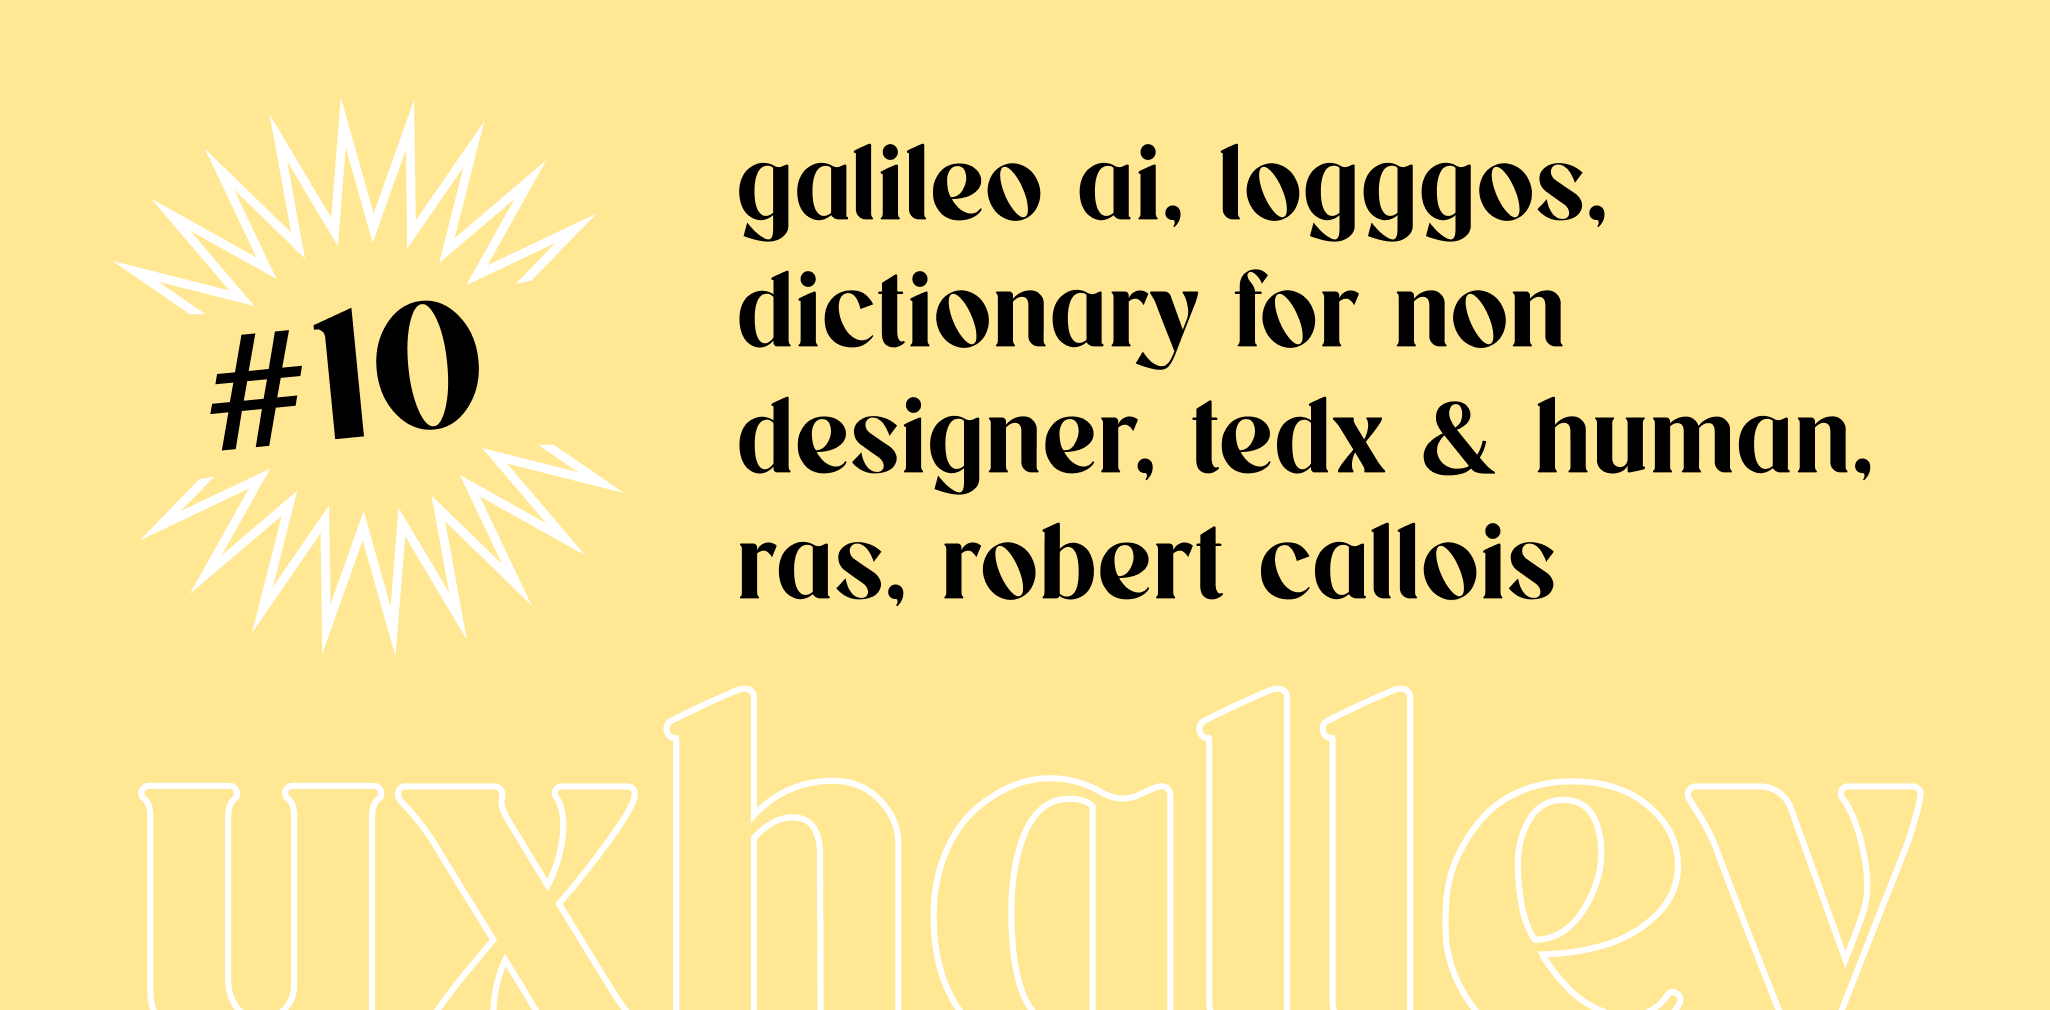 #10
galileo ai, logggos,
dictionary for non
designer, tedx & human,
ras, robert callois
uxhalley